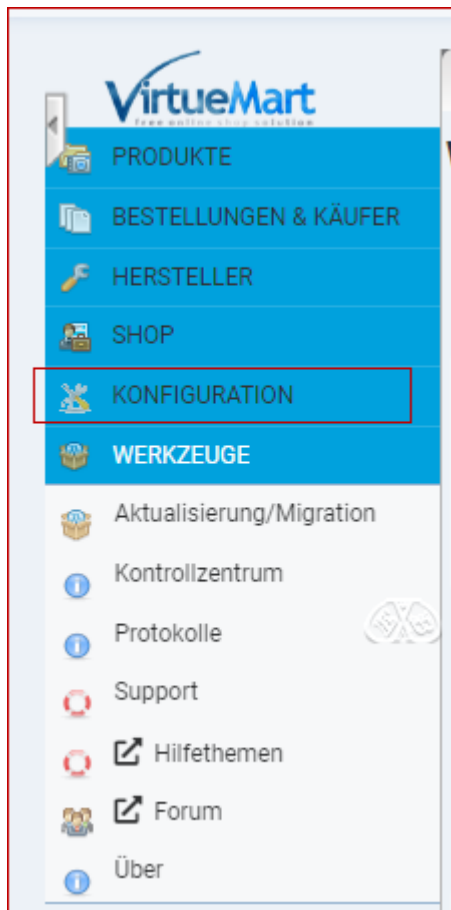 VirtueMart
free online shop solution
PRODUKTE
BESTELLUNGEN & KÄUFER
HERSTELLER
SHOP
KONFIGURATION
WERKZEUGE
Aktualisierung/Migration
Kontrollzentrum
Protokolle
Support
Hilfethemen
Forum
Über